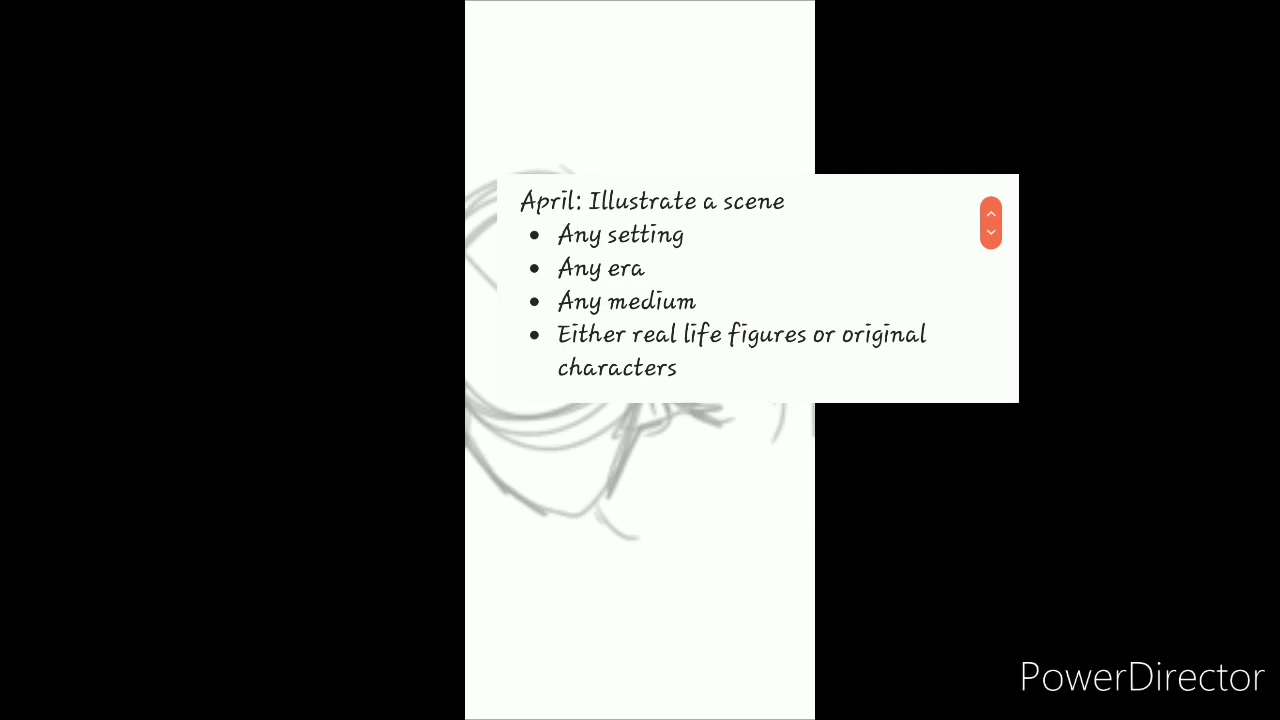 April: Illustrate a scene
• Any setting
• Any era
• Any medium
• Either real life figures or original
characters
PowerDirector